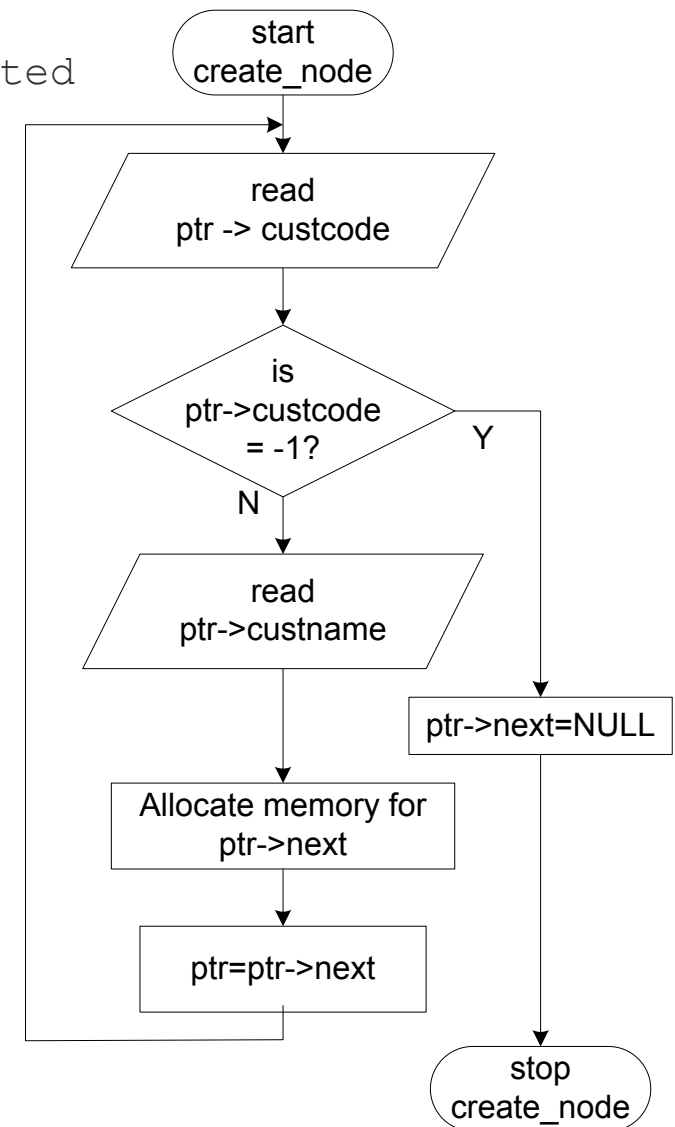 ted
start
create_node
read
ptr -> custcode
is
ptr->custcode
= -1?
Y
N
read
ptr->custname
ptr->next=NULL
Allocate memory for
ptr->next
ptr=ptr->next
stop
create_node